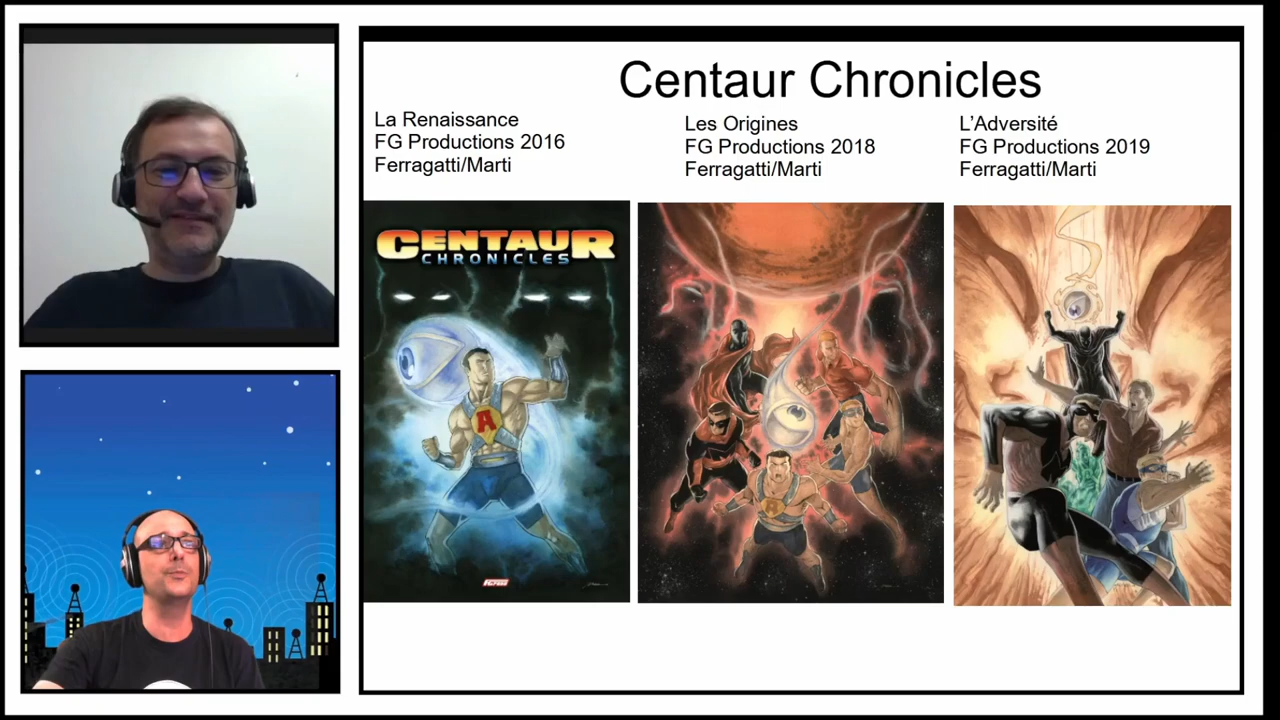 Centaur Chronicles
La Renaissance
FG Productions 2016
Ferragatti/Marti
Les Origines
FG Productions 2018
Ferragatti/Marti
L'Adversité
FG Productions 2019
Ferragatti/Marti
CENTAUR
CHRONICLES
A